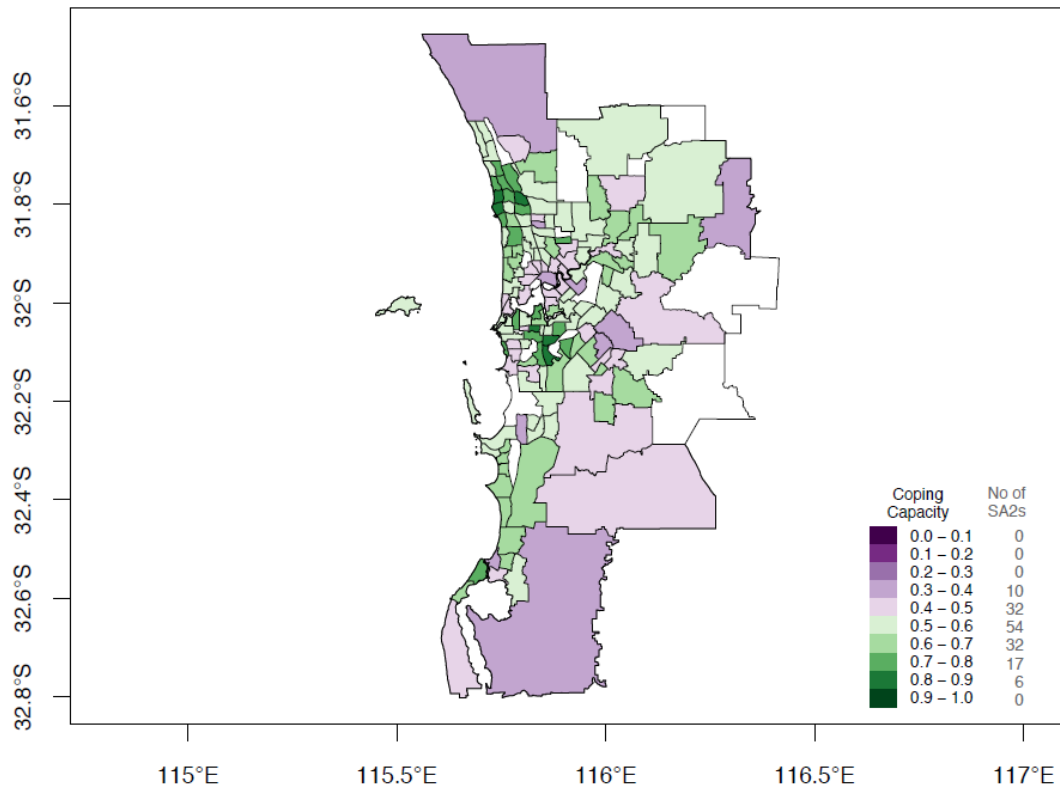 31.6°S
31.8°S
32°S
32.2°S
32.4°S
32.6°S
32.8°S
Coping Capacity No of SA2s
0.0 – 0.1 0
0.1 – 0.2 0
0.2 – 0.3 0
0.3 – 0.4 10
0.4 – 0.5 32
0.5 – 0.6 54
0.6 – 0.7 32
0.7 – 0.8 17
0.8 – 0.9 6
0.9 – 1.0 0
115°E 115.5°E 116°E 116.5°E 117°E